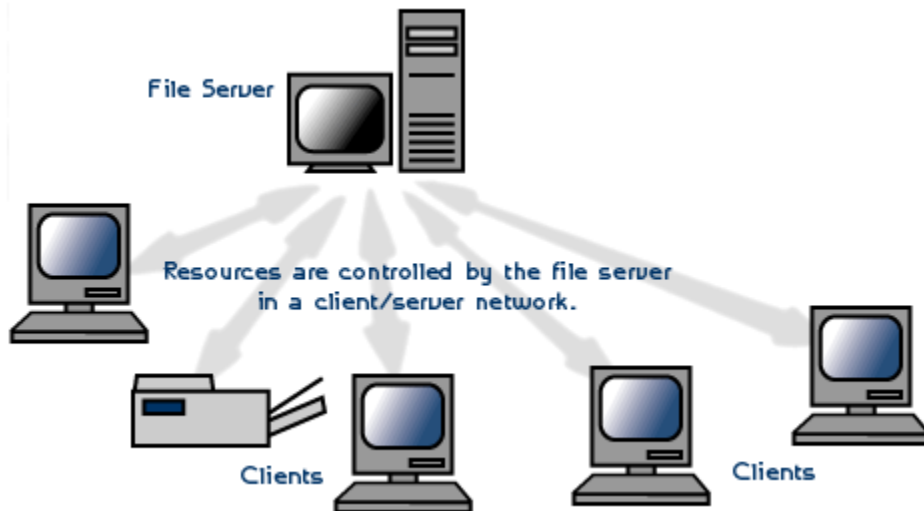 File Server
Resources are controlled by the file server
in a client/server network.
Clients
Clients